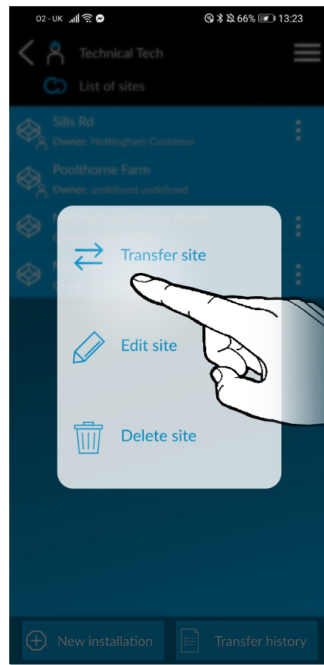 O2 - UK 66% 13:23
Technical Tech
List of sites
Sills Rd
Owner: Nottingham Customer
Poolthorne Farm
Owner: undefined undefined
Transfer site
Edit site
Delete site
New installation Transfer history